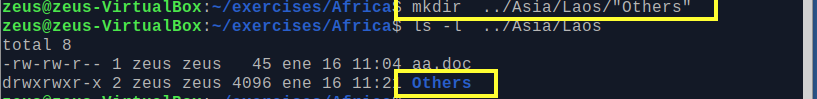 zeus@zeus-VirtualBox:~/exercises/Africa$ mkdir  ../Asia/Laos/"Others"
zeus@zeus-VirtualBox:~/exercises/Africa$ ls -l  ../Asia/Laos
total 8
-rw-rw-r-- 1 zeus zeus   45 ene 16 11:04 aa.doc
drwxrwxr-x 2 zeus zeus 4096 ene 16 11:21 Others